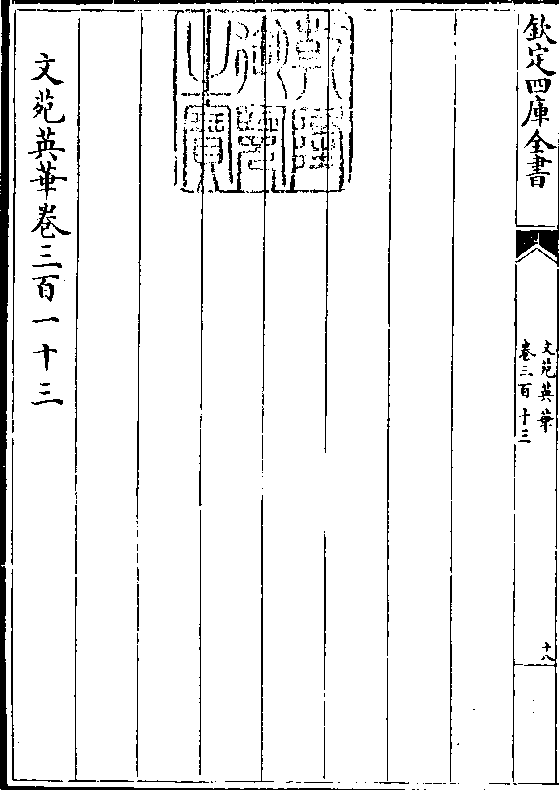 欽定四庫全書
文苑英華
卷三百十三
十八
乾隆御覽之寶
文苑英華卷三百一十三